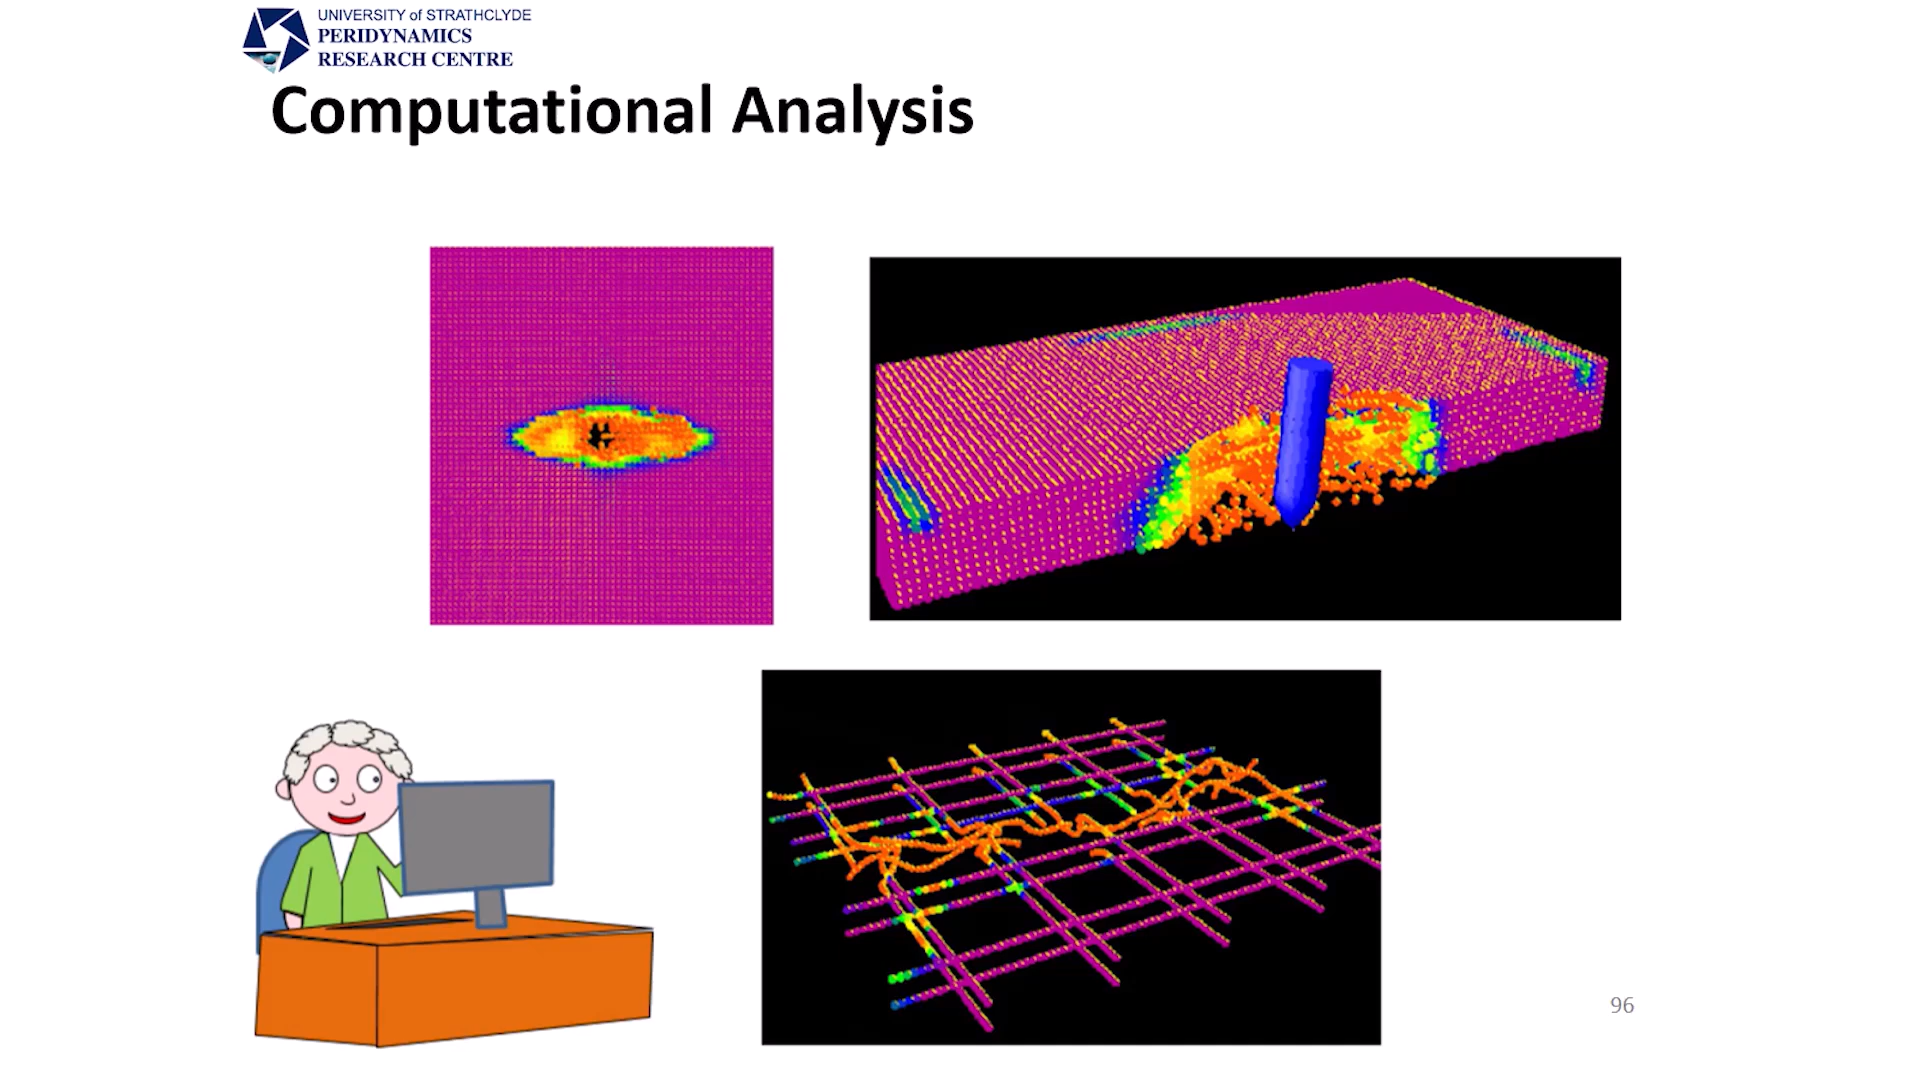 UNIVERSITY of STRATHCLYDE
PERIDYNAMICS
RESEARCH CENTRE
Computational Analysis
96